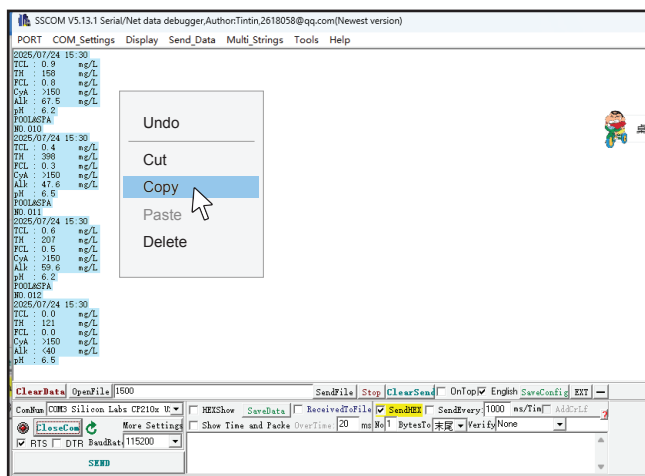 SSCOM V5.13.1 Serial/Net data debugger,Author:Tintin,2618058@qq.com(Newest version)
PORT COM_Settings Display Send_Data Multi_Strings Tools Help
2025/07/24 15:30
TCL : 0.9 mg/L
TH : 158 mg/L
FCL : 0.8 mg/L
CyA : >150 mg/L
Alk : 67.5 mg/L
pH : 6.2
POOL&SPA
NO.010
2025/07/24 15:30
TCL : 0.4 mg/L
TH : 398 mg/L
FCL : 0.3 mg/L
CyA : >150 mg/L
Alk : 47.6 mg/L
pH : 6.5
POOL&SPA
NO.011
2025/07/24 15:30
TCL : 0.6 mg/L
TH : 207 mg/L
FCL : 0.5 mg/L
CyA : >150 mg/L
Alk : 59.6 mg/L
pH : 6.2
POOL&SPA
NO.012
2025/07/24 15:30
TCL : 0.0 mg/L
TH : 121 mg/L
FCL : 0.0 mg/L
CyA : >150 mg/L
Alk : <40 mg/L
pH : 6.5
Undo
Cut
Copy
Paste
Delete
ClearData OpenFile 1500 SendFile Stop ClearSend OnTop English SaveConfig EXT —
ComNum COM3 Silicon Labs CP210x HEXShow SaveData ReceivedToFile SendHEX SendEvery: 1000 ms/Tim AddCrLf
CloseCom More Settings Show Time and Packe OverTime 20 ms No 1 BytesTo 末尾 Verify None
RTS DTR BaudRat 115200
SEND